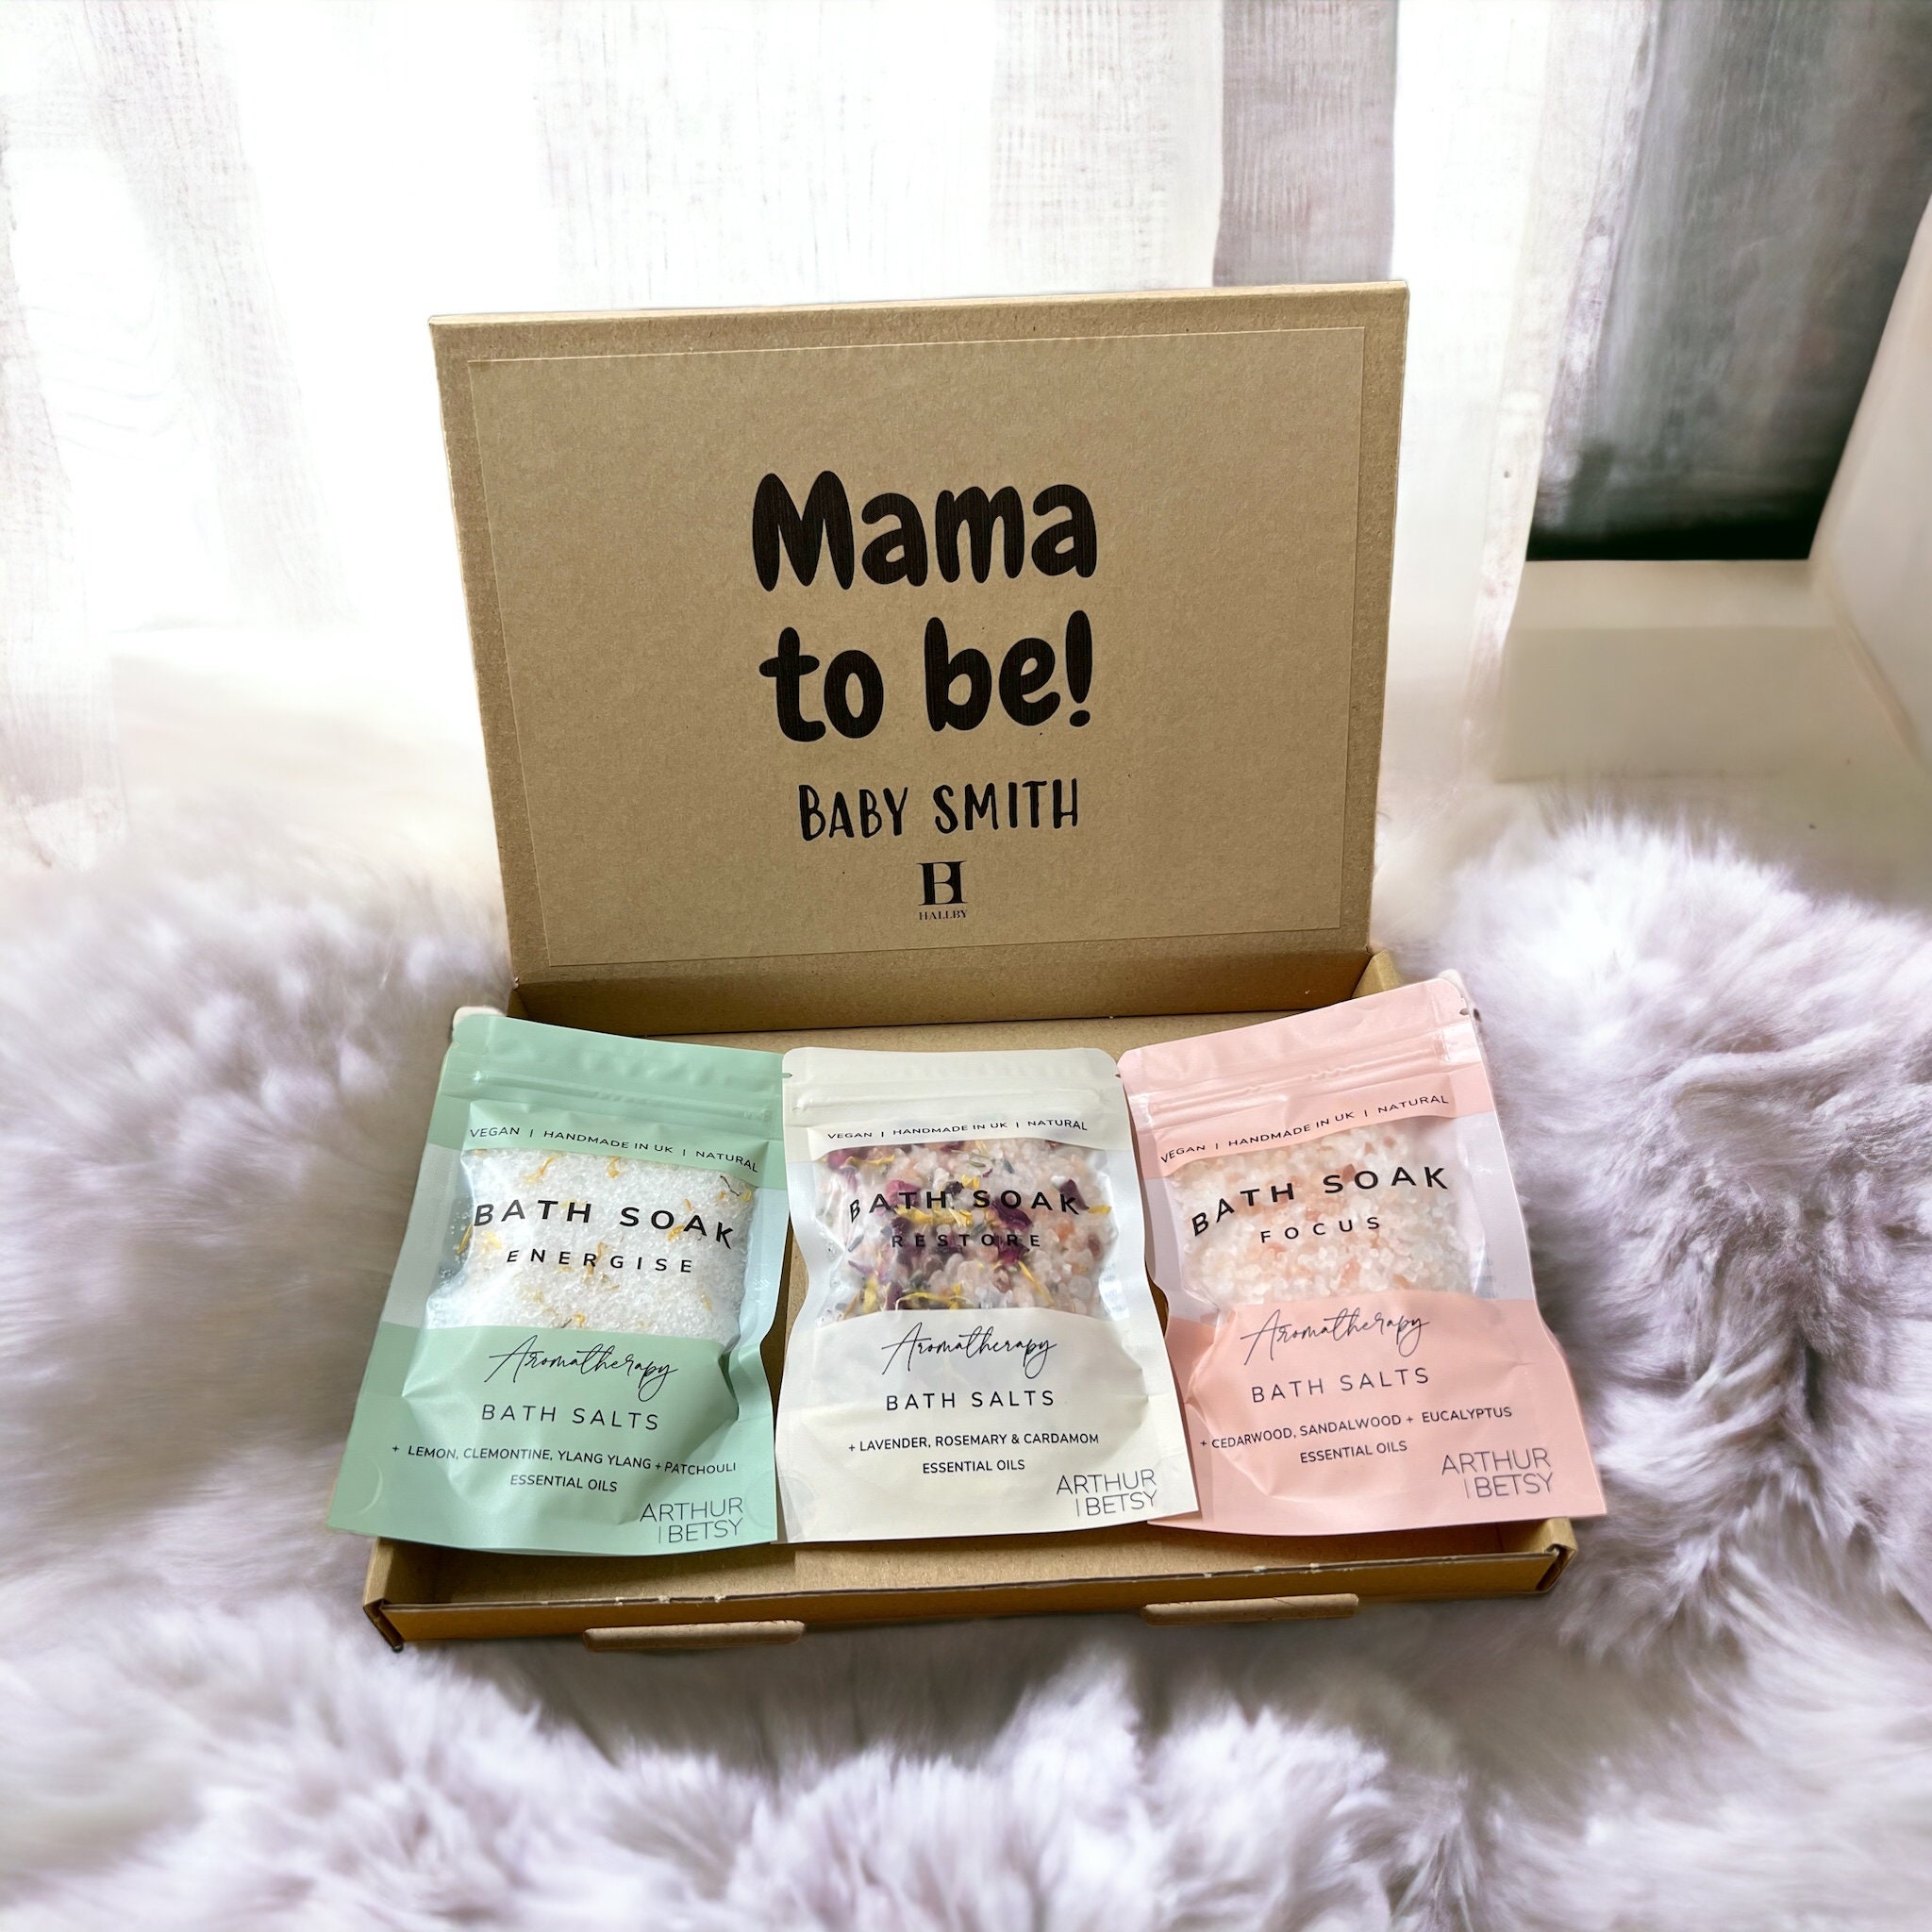 Mama
to be!
BABY SMITH
H
HALLBY
VEGAN | HANDMADE IN UK | NATURAL
BATH SOAK
ENERGISE
Aromatherapy
BATH SALTS
+ LEMON, CLEMONTINE, YLANG YLANG + PATCHOULI
ESSENTIAL OILS
ARTHUR
| BETSY
VEGAN | HANDMADE IN UK | NATURAL
BATH SOAK
RESTORE
Aromatherapy
BATH SALTS
+ LAVENDER, ROSEMARY & CARDAMOM
ESSENTIAL OILS
ARTHUR
| BETSY
VEGAN | HANDMADE IN UK | NATURAL
BATH SOAK
FOCUS
Aromatherapy
BATH SALTS
+ CEDARWOOD, SANDALWOOD + EUCALYPTUS
ESSENTIAL OILS
ARTHUR
| BETSY